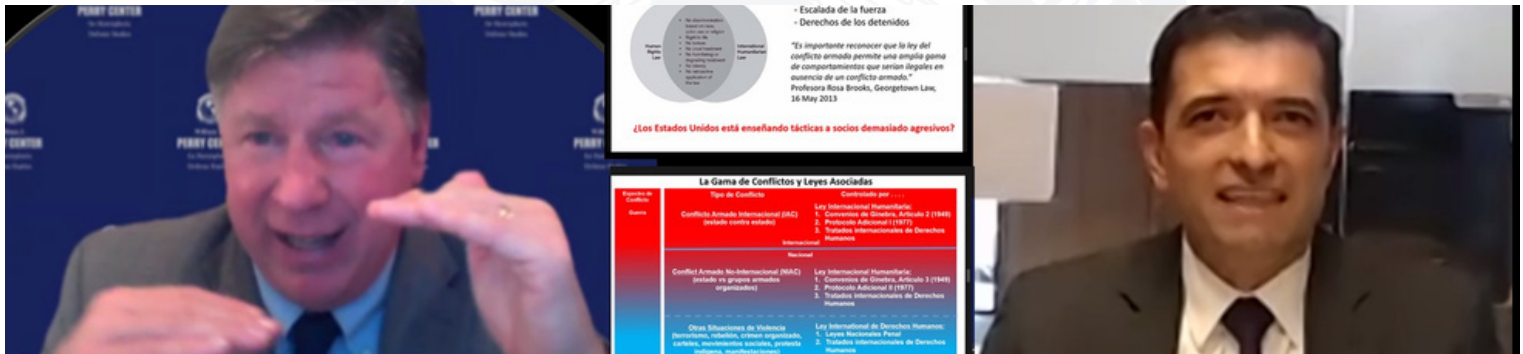 PERRY CENTER
PERRY CENTER
PERRY CENTER
Human
Rights
Law
International
Humanitarian
Law
- Escalada de la fuerza
- Derechos de los detenidos
"Es importante reconocer que la ley del
conflicto armado permite una amplia gama
de comportamientos que serían ilegales en
ausencia de un conflicto armado."
Profesora Rosa Brooks, Georgetown Law,
16 May 2013
¿Los Estados Unidos está enseñando tácticas a socios demasiado agresivos?
La Gama de Conflictos y Leyes Asociadas
Espectro de
Conflicto
Guerra
Tipo de Conflicto
Controlado por . . . .
Conflicto Armado Internacional (IAC)
(estado contra estado)
Ley Internacional Humanitaria:
1. Convenios de Ginebra, Artículo 2 (1949)
2. Protocolo Adicional I (1977)
3. Tratados internacionales de Derechos
Humanos
Internacional
Nacional
Conflict Armado No-Internacional (NIAC)
(estado vs grupos armados
organizados)
Ley Internacional Humanitaria:
1. Convenios de Ginebra, Artículo 3 (1949)
2. Protocolo Adicional II (1977)
3. Tratados internacionales de Derechos
Humanos
Otras Situaciones de Violencia
(terrorismo, rebelión, crimen organizado,
carteles, movimientos sociales, protesta
indígena, manifestaciones)
Ley International de Derechos Humanos:
1. Leyes Nacionales Penal
2. Tratados internacionales de Derechos
Humanos